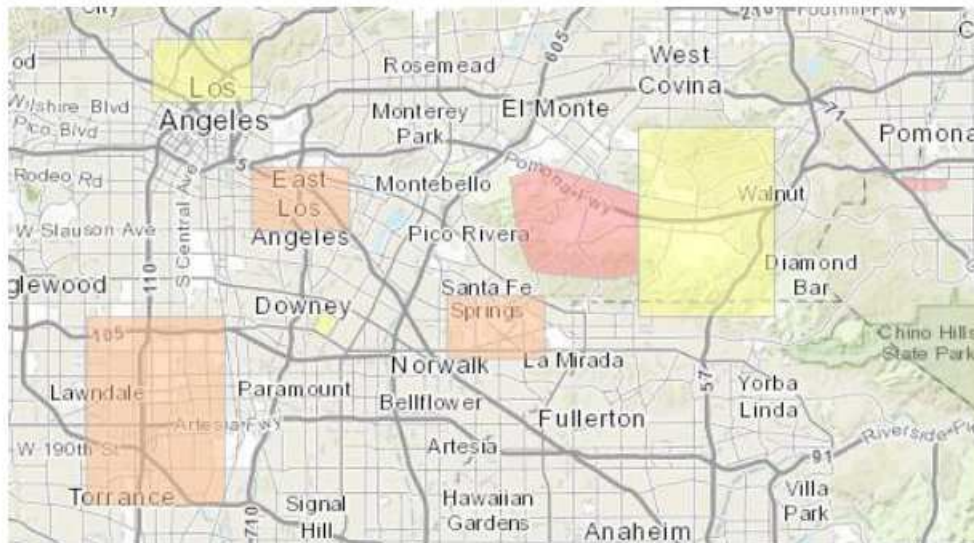 City
Foothill-Fwy
210
605
Rosemead
West
Covina
Los
Angeles
Wilshire Blvd
Pico Blvd
Monterey
Park
El Monte
71
Pomona
5
Rodeo Rd
East
Los
Angeles
Montebello
Pomona-Fwy
Walnut
S Central Ave
W Slauson Ave
Pico Rivera
Diamond
Bar
glewood
110
Santa Fe
Springs
Downey
105
Chino Hills
State Park
Norwalk
La Mirada
Lawndale
Paramount
57
Yorba
Linda
Bellflower
Artesia-Fwy
Fullerton
W 190th St
Artesia
91
Torrance
710
Signal
Hill
Hawaiian
Gardens
Villa
Park
Anaheim